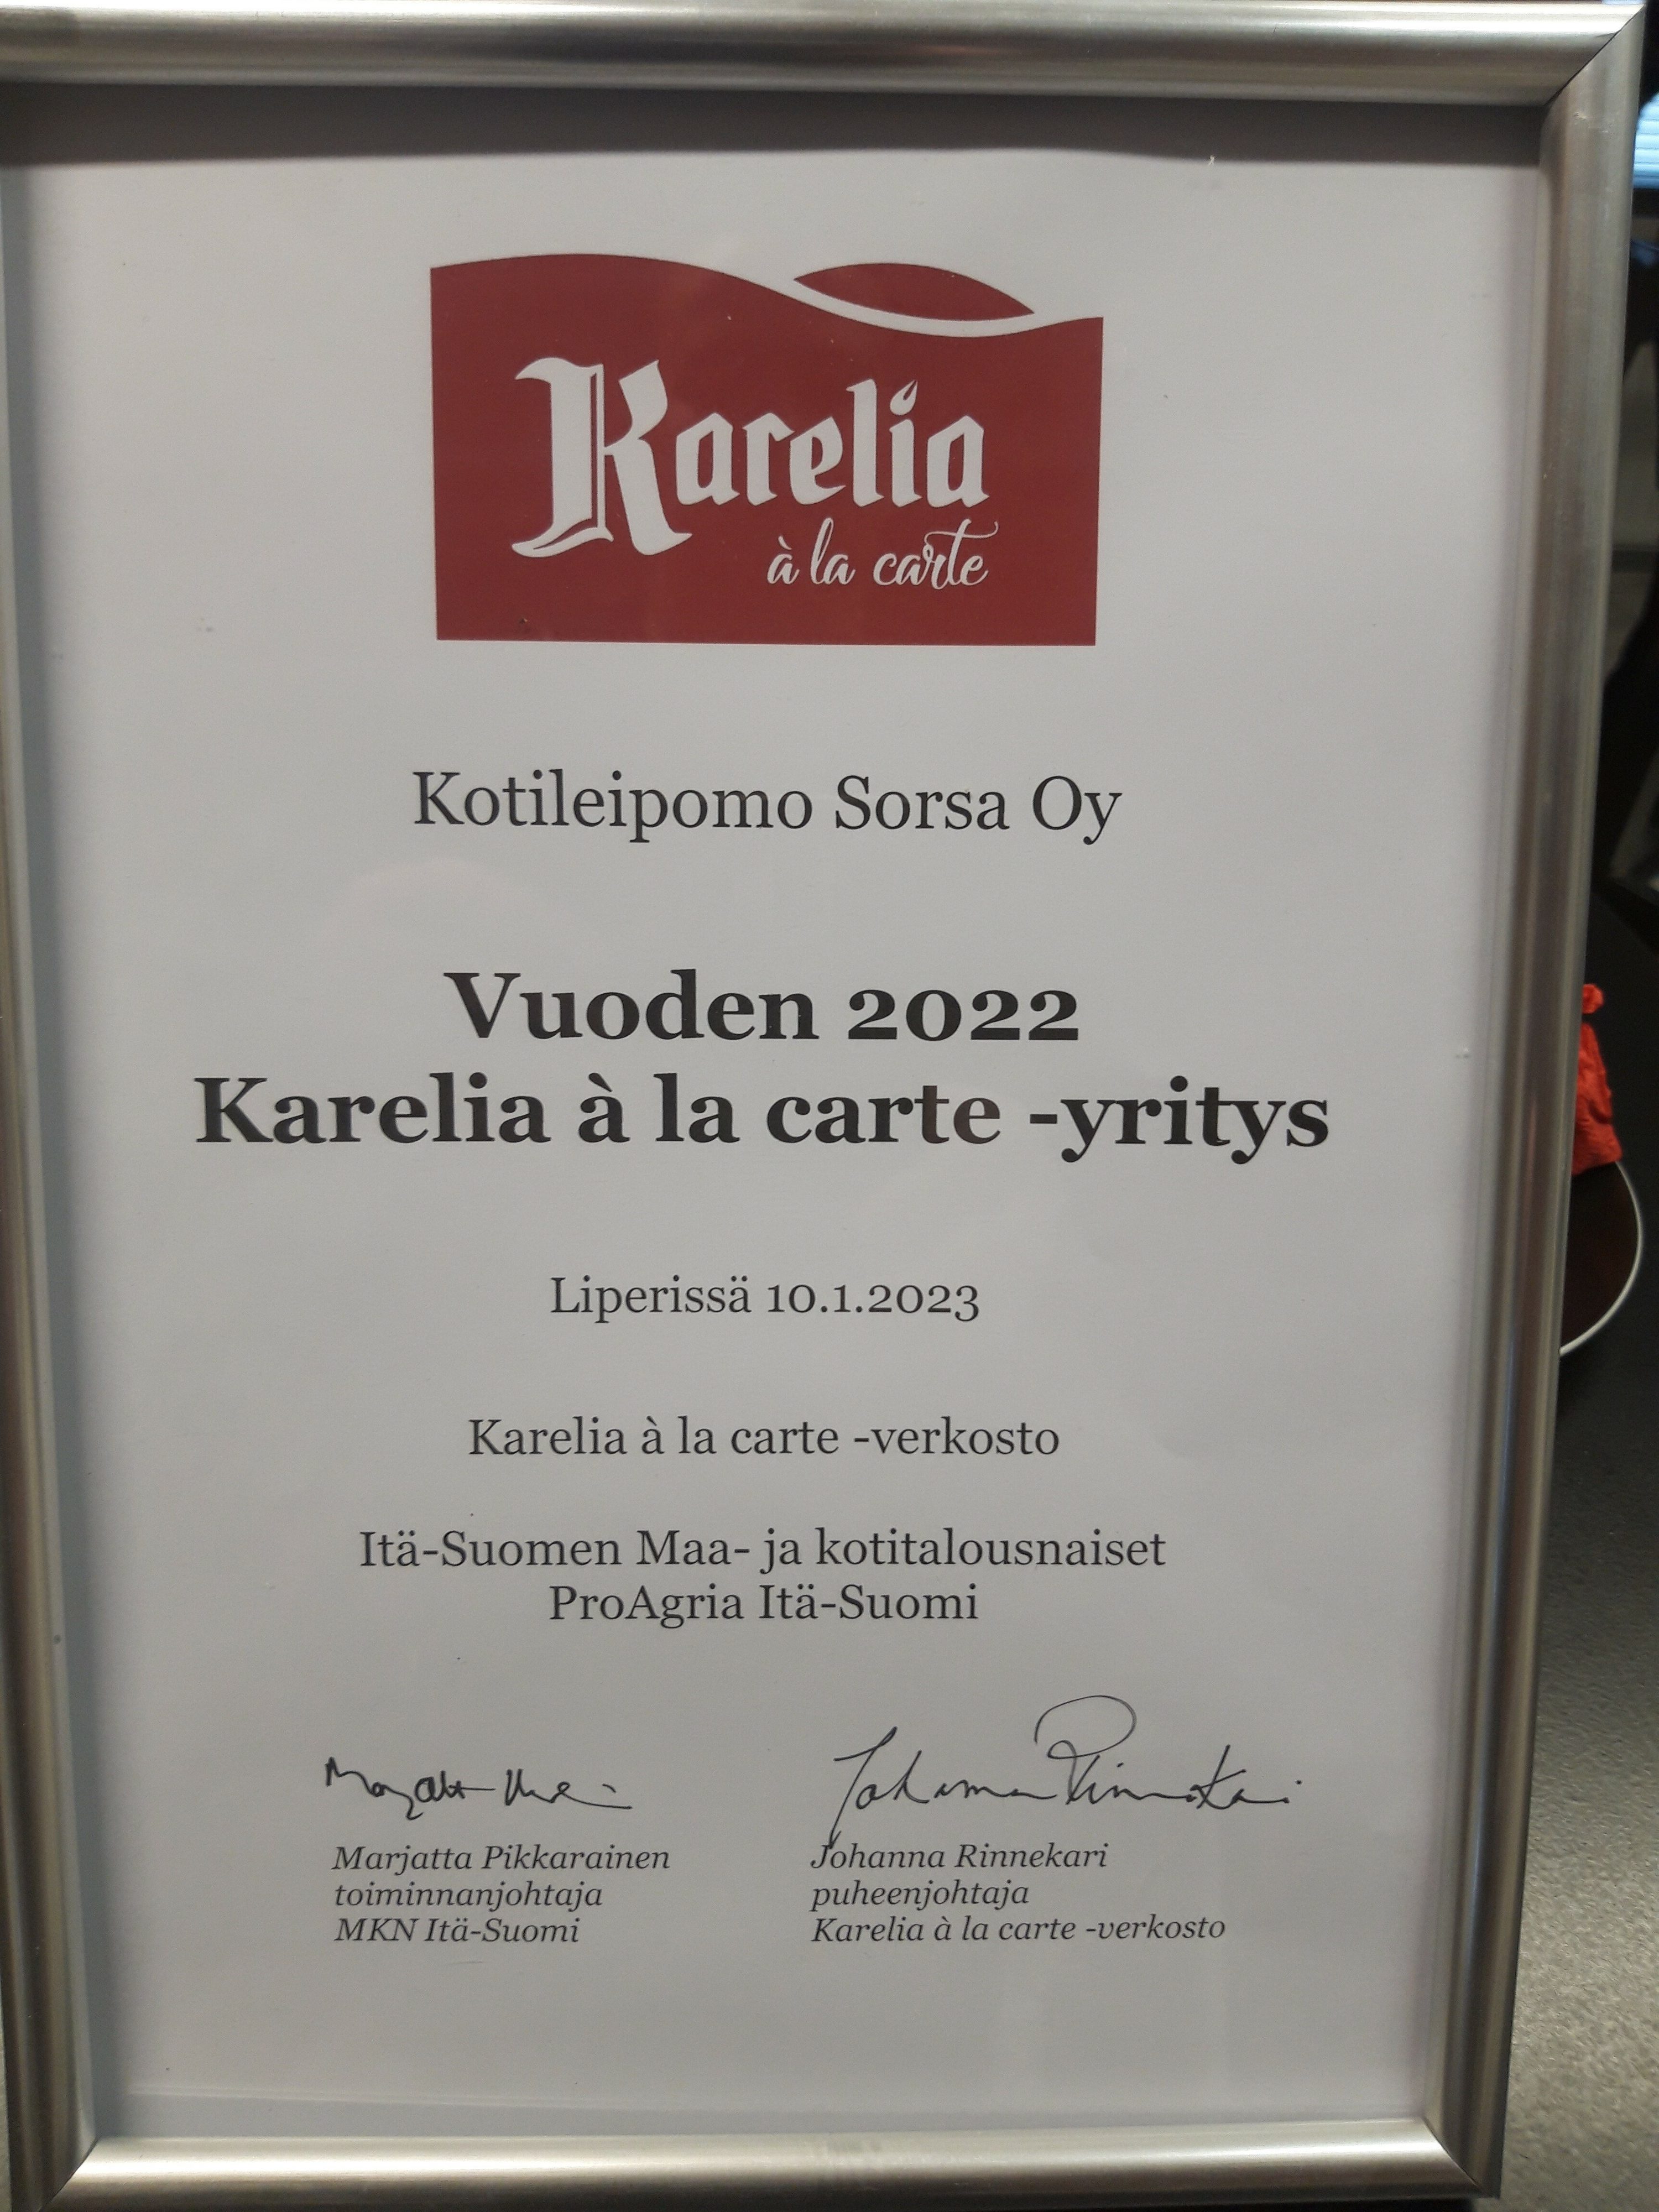 Karelia
à la carte
Kotileipomo Sorsa Oy
Vuoden 2022
Karelia à la carte -yritys
Liperissä 10.1.2023
Karelia à la carte -verkosto
Itä-Suomen Maa- ja kotitalousnaiset
ProAgria Itä-Suomi
Marjatta Pikkarainen
toiminnanjohtaja
MKN Itä-Suomi
Johanna Rinnekari
puheenjohtaja
Karelia à la carte -verkosto